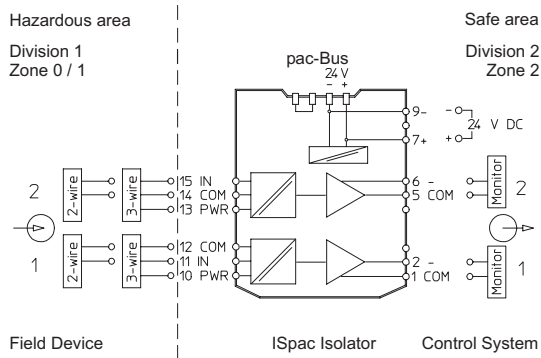 Hazardous area
Safe area
Division 1
Zone 0 / 1
Division 2
Zone 2
pac-Bus
24 V
- +
9-
7+
- 
+
24 V DC
2
2-wire
3-wire
15 IN
14 COM
13 PWR
6 -
5 COM
Monitor
2
1
2-wire
3-wire
12 COM
11 IN
10 PWR
2 -
1 COM
Monitor
1
Field Device
ISpac Isolator
Control System